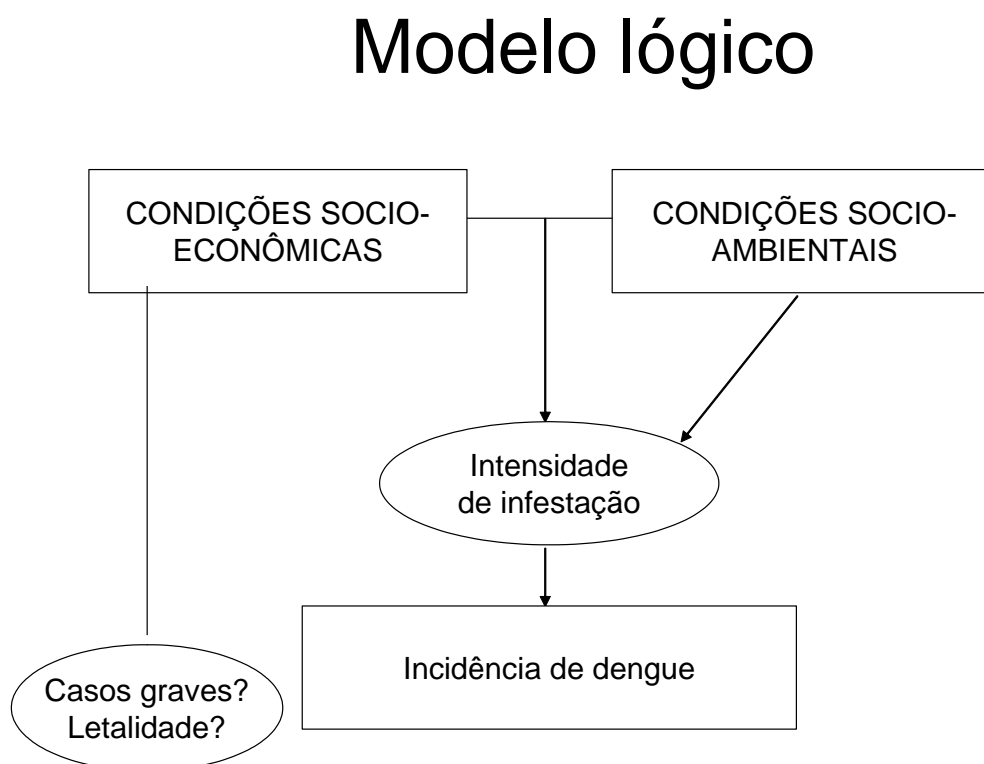 Modelo lógico
CONDIÇÕES SOCIO-
ECONÔMICAS
CONDIÇÕES SOCIO-
AMBIENTAIS
Intensidade
de infestação
Incidência de dengue
Casos graves?
Letalidade?